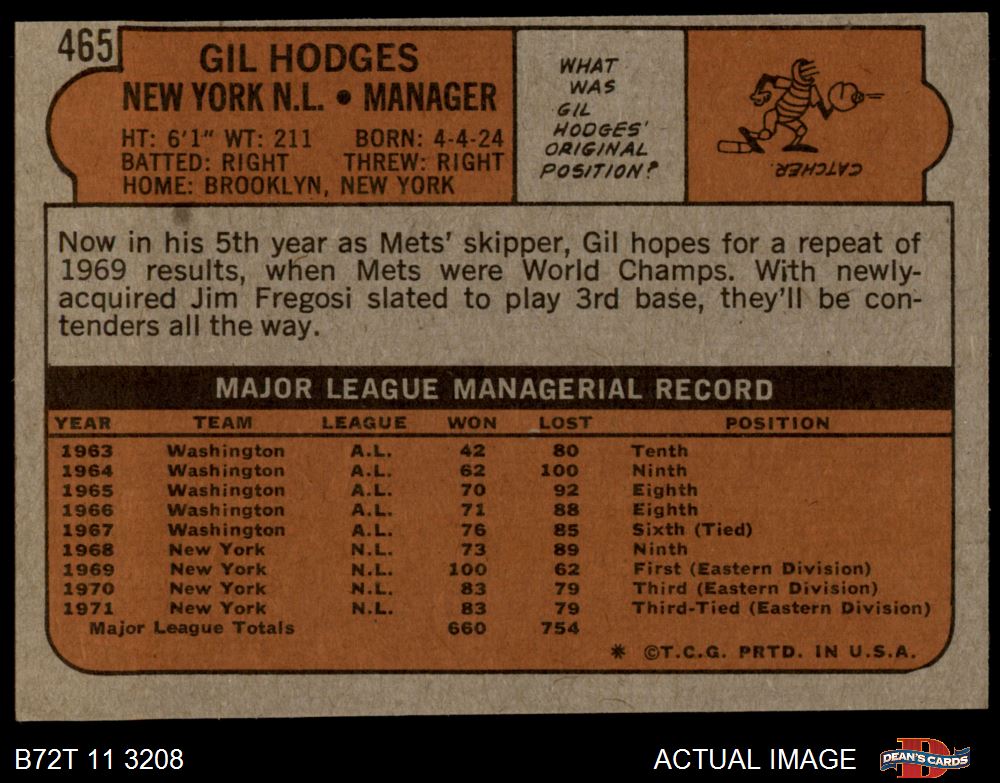 465
GIL HODGES
NEW YORK N.L. • MANAGER
HT: 6'1" WT: 211 BORN: 4-4-24
BATTED: RIGHT THREW: RIGHT
HOME: BROOKLYN, NEW YORK
WHAT
WAS
GIL
HODGES'
ORIGINAL
POSITION?
CATCHER.
Now in his 5th year as Mets' skipper, Gil hopes for a repeat of
1969 results, when Mets were World Champs. With newly-
acquired Jim Fregosi slated to play 3rd base, they'll be con-
tenders all the way.
MAJOR LEAGUE MANAGERIAL RECORD
YEAR TEAM LEAGUE WON LOST POSITION
1963 Washington A.L. 42 80 Tenth
1964 Washington A.L. 62 100 Ninth
1965 Washington A.L. 70 92 Eighth
1966 Washington A.L. 71 88 Eighth
1967 Washington A.L. 76 85 Sixth (Tied)
1968 New York N.L. 73 89 Ninth
1969 New York N.L. 100 62 First (Eastern Division)
1970 New York N.L. 83 79 Third (Eastern Division)
1971 New York N.L. 83 79 Third-Tied (Eastern Division)
Major League Totals 660 754
* ©T.C.G. PRTD. IN U.S.A.
B72T 11 3208
ACTUAL IMAGE
D
DEAN'S CARDS